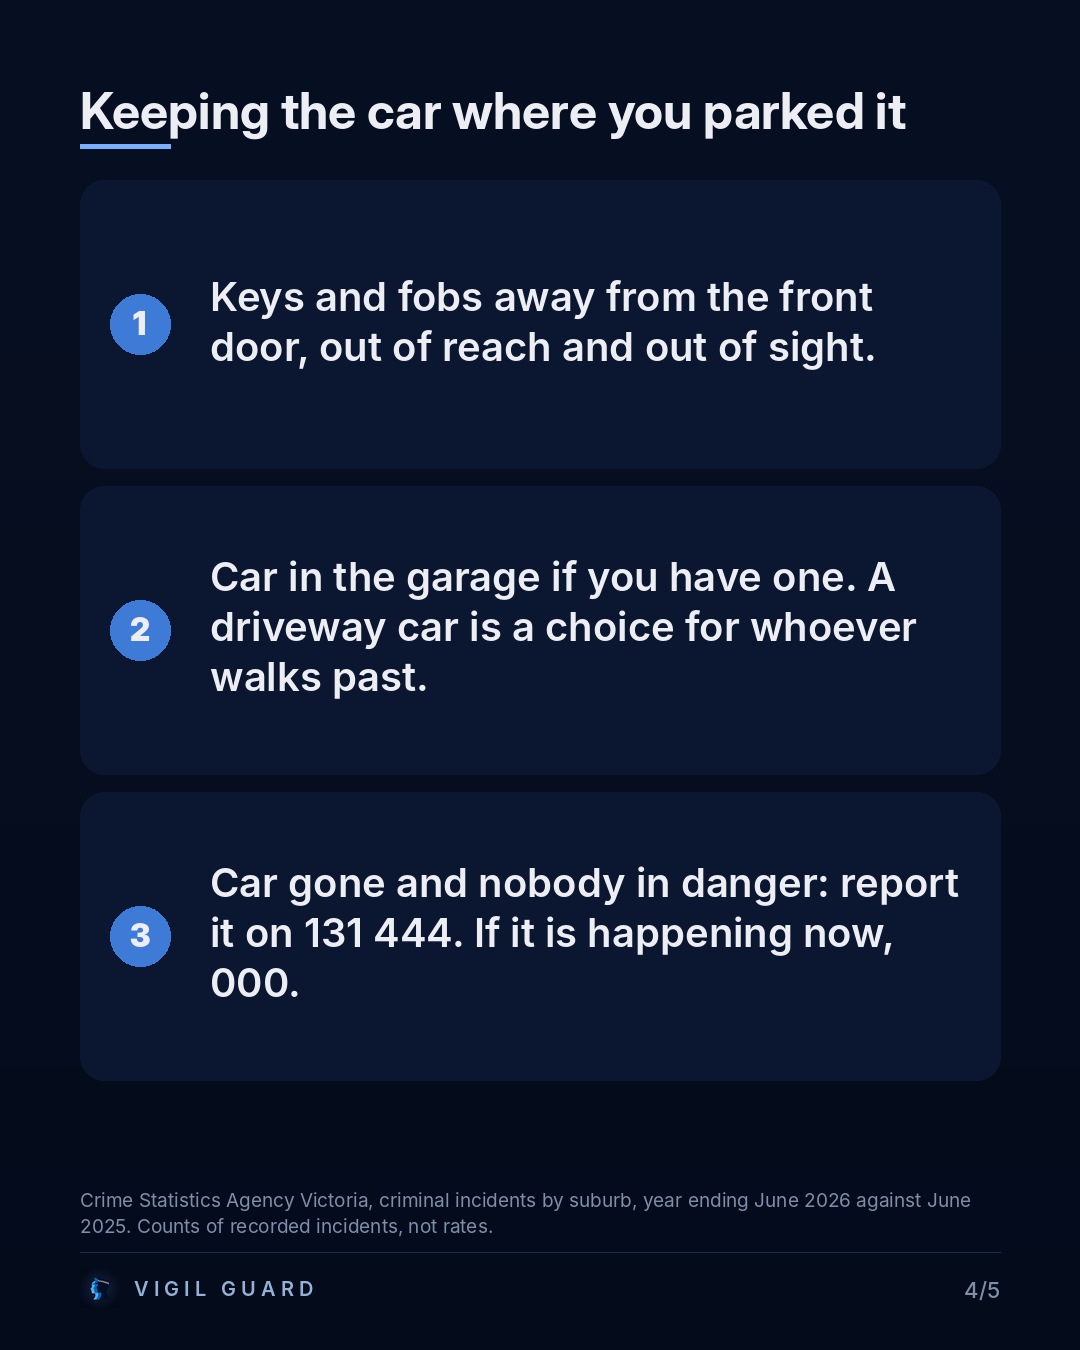 Keeping the car where you parked it
1
Keys and fobs away from the front
door, out of reach and out of sight.
2
Car in the garage if you have one. A
driveway car is a choice for whoever
walks past.
3
Car gone and nobody in danger: report
it on 131 444. If it is happening now,
000.
Crime Statistics Agency Victoria, criminal incidents by suburb, year ending June 2026 against June
2025. Counts of recorded incidents, not rates.
VIGIL GUARD
4/5